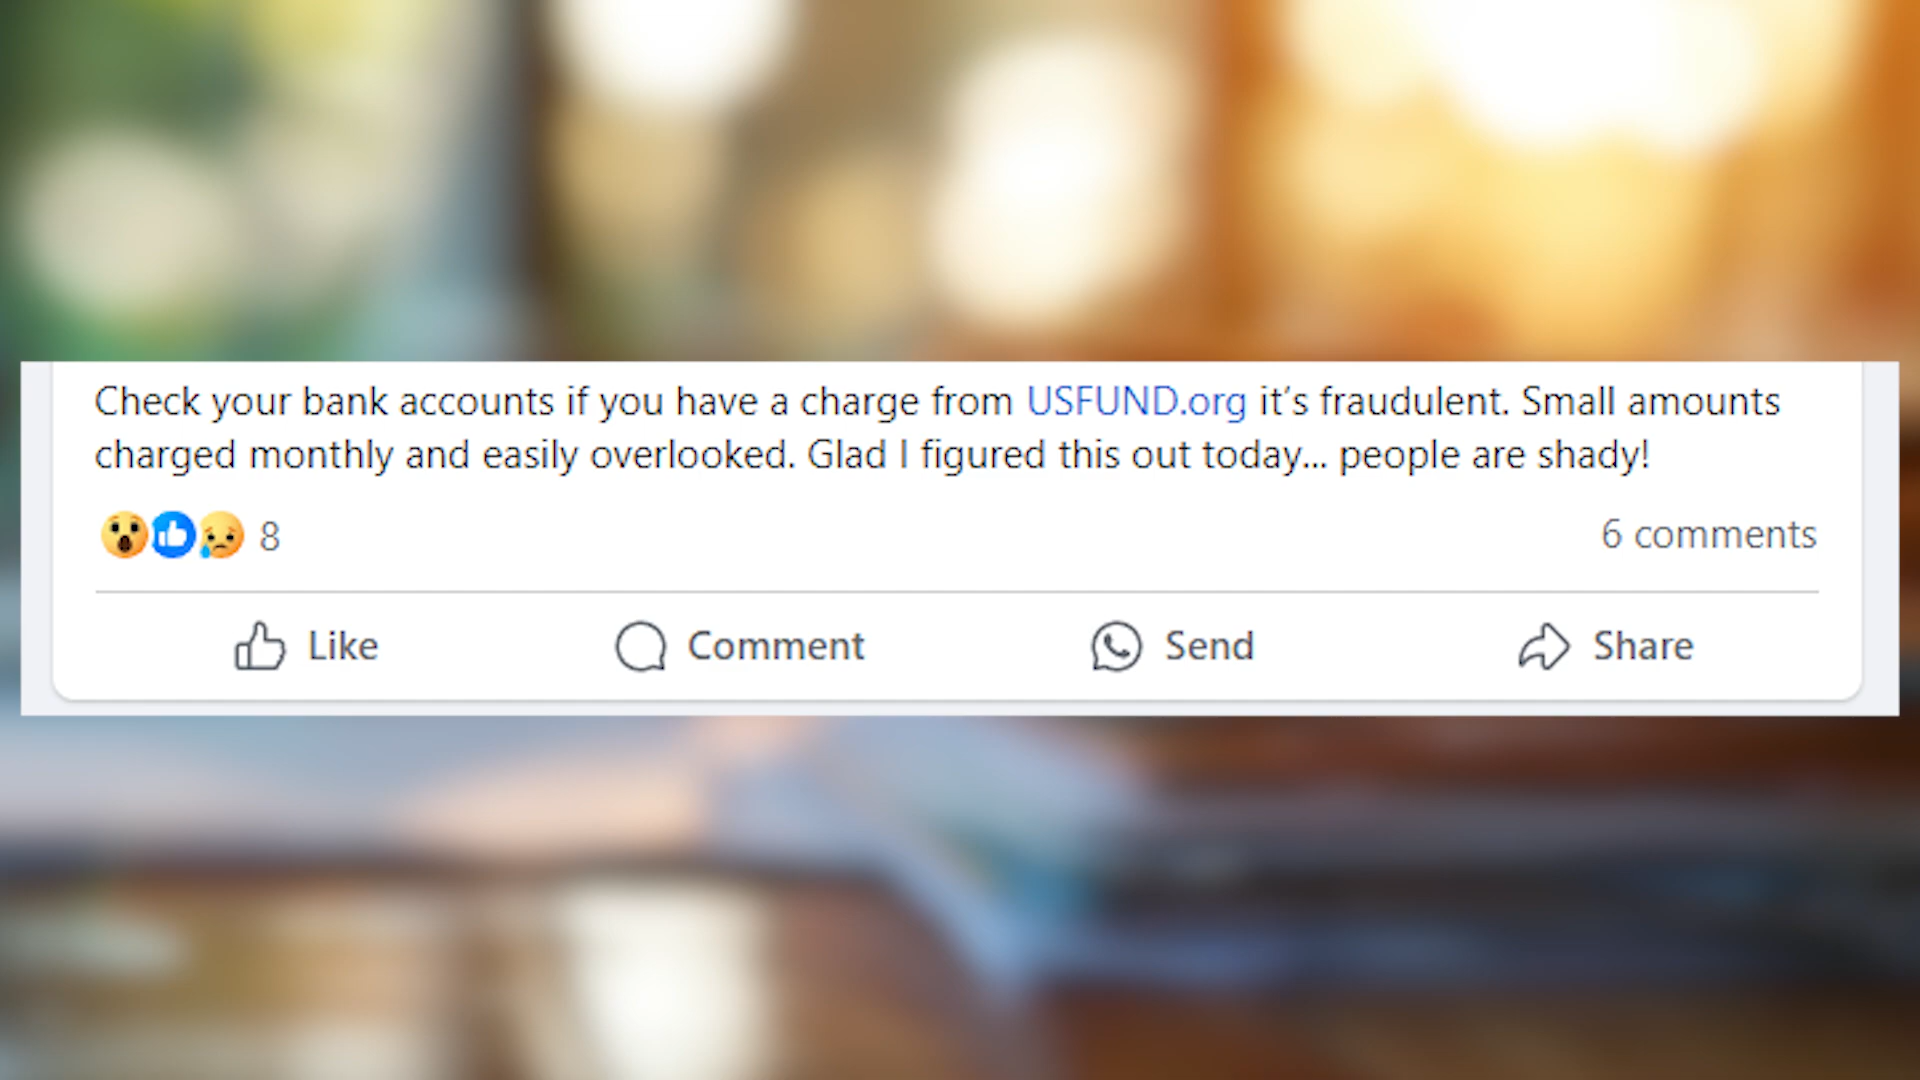 Check your bank accounts if you have a charge from USFUND.org it's fraudulent. Small amounts
charged monthly and easily overlooked. Glad I figured this out today... people are shady!
8
6 comments
Like
Comment
Send
Share